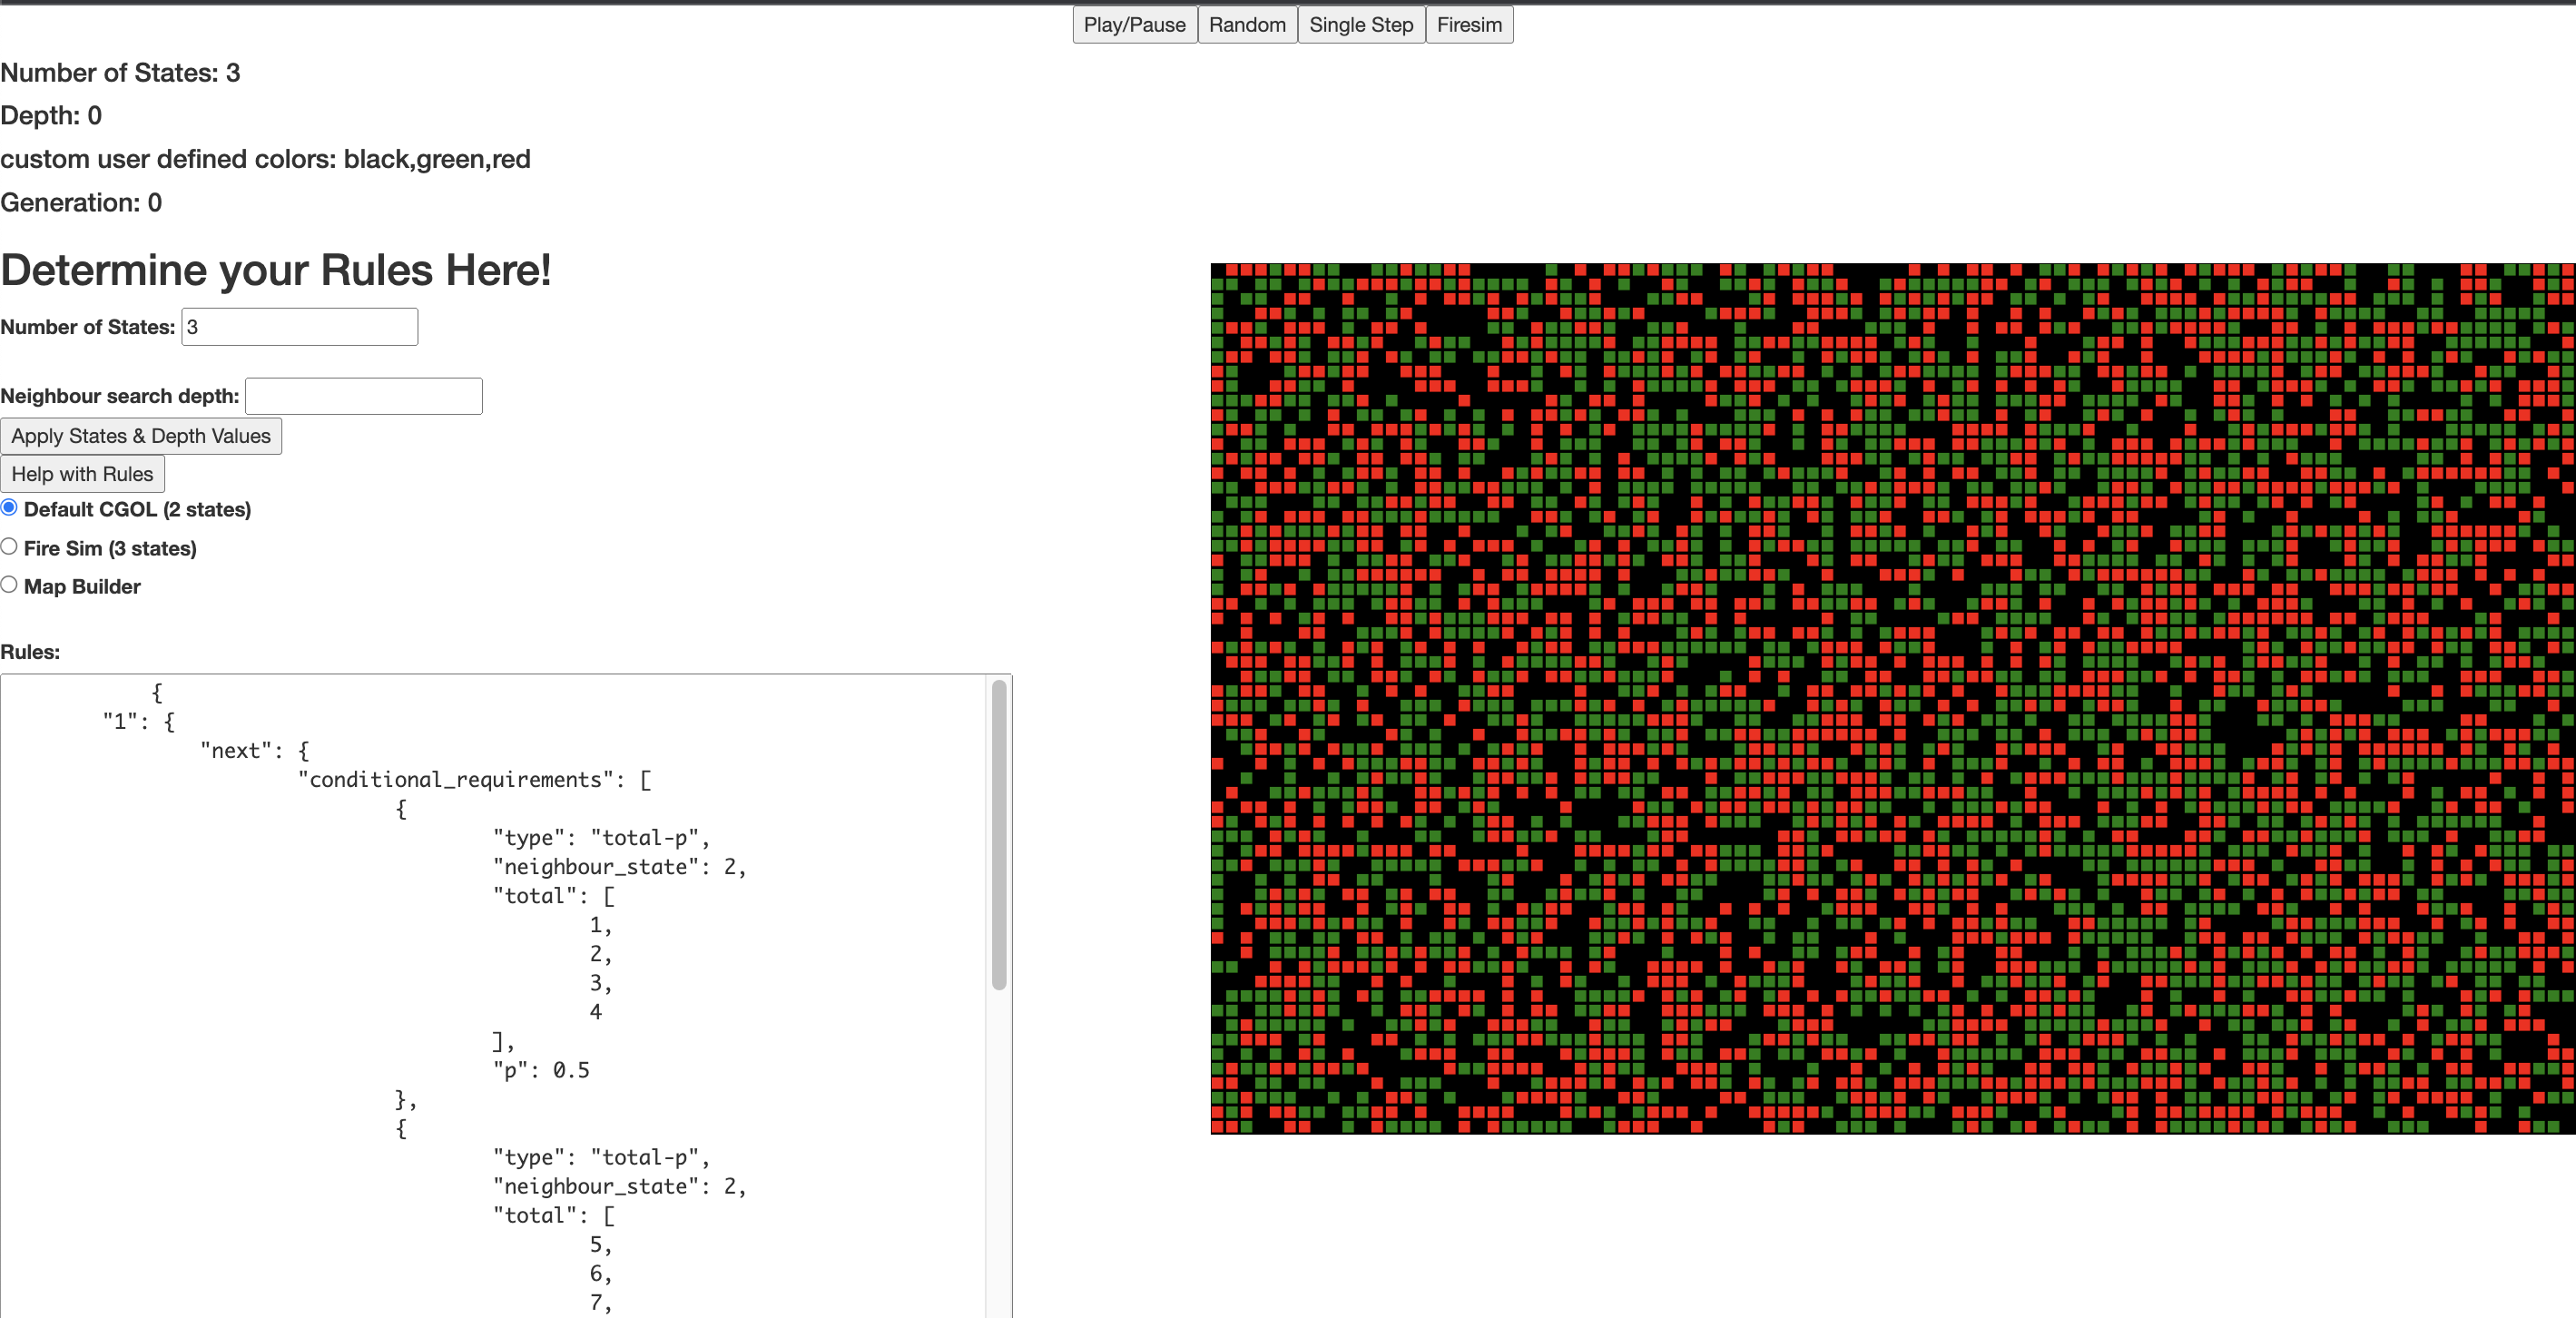 Play/Pause Random Single Step Firesim
Number of States: 3
Depth: 0
custom user defined colors: black,green,red
Generation: 0
Determine your Rules Here!
Number of States: 3
Neighbour search depth:
Apply States & Depth Values
Help with Rules
Default CGOL (2 states)
Fire Sim (3 states)
Map Builder
Rules:
{
"1": {
"next": {
"conditional_requirements": [
{
"type": "total-p",
"neighbour_state": 2,
"total": [
1,
2,
3,
4
],
"p": 0.5
},
{
"type": "total-p",
"neighbour_state": 2,
"total": [
5,
6,
7,